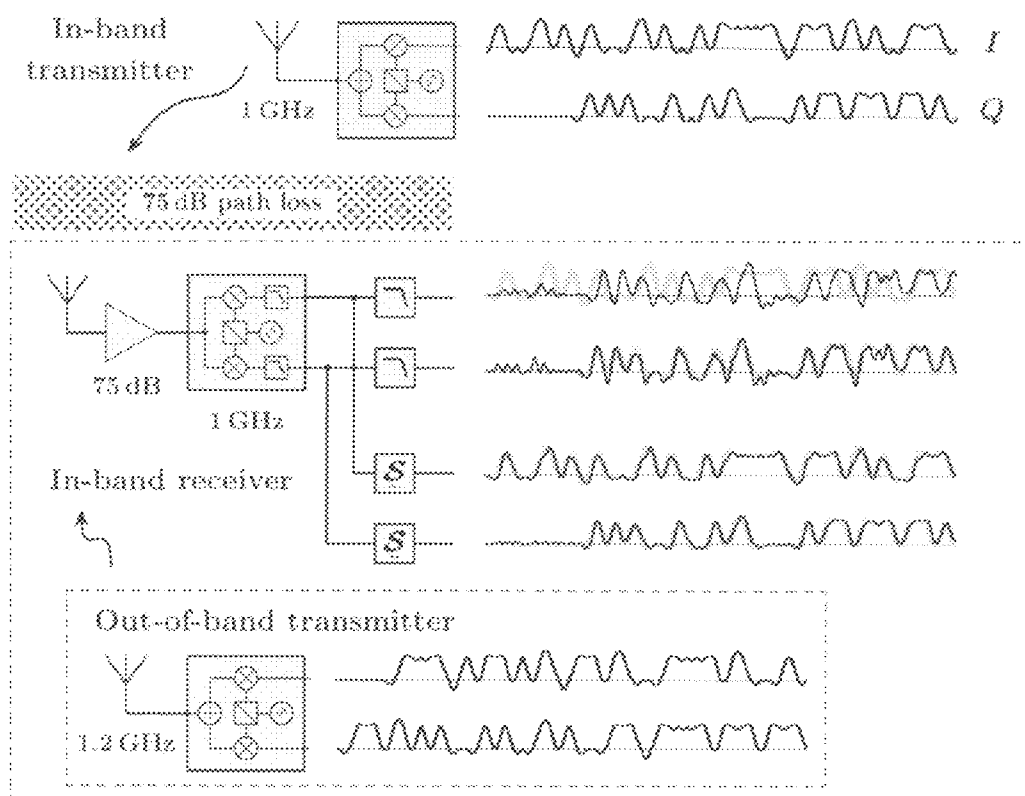 In-band
transmitter
1 GHz
I
Q
75 dB path loss
75 dB
1 GHz
In-band receiver
S
S
Out-of-band transmitter
1.2 GHz